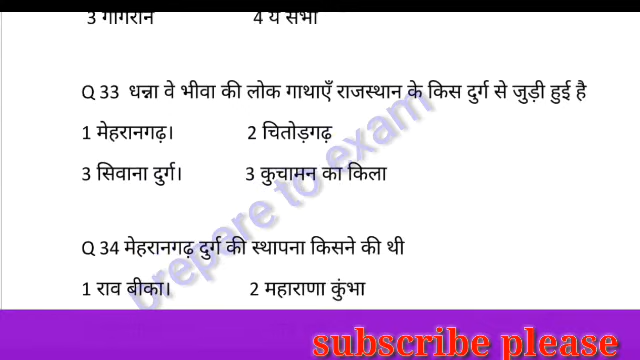 3 गागरोन 4 ये सभी
Q 33 धन्ना वे भीवा की लोक गाथाएँ राजस्थान के किस दुर्ग से जुड़ी हुई है
1 मेहरानगढ़। 2 चितोड़गढ़
3 सिवाना दुर्ग। 3 कुचामन का किला
Q 34 मेहरानगढ़ दुर्ग की स्थापना किसने की थी
1 राव बीका। 2 महाराणा कुंभा
prepare to exam
subscribe please